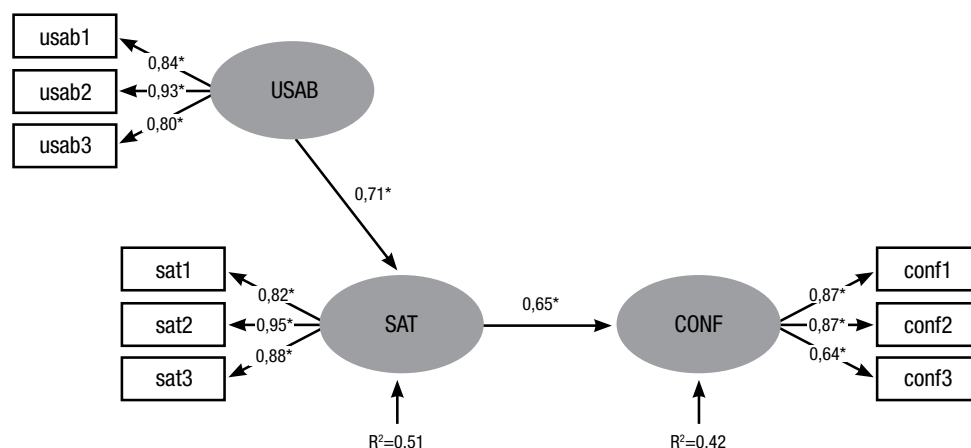 usab1
0,84*
usab2
0,93*
USAB
usab3
0,80*
0,71*
sat1
0,82*
sat2
0,95*
SAT
sat3
0,88*
0,65*
CONF
0,87*
conf1
0,87*
conf2
0,64*
conf3
R²=0,51
R²=0,42